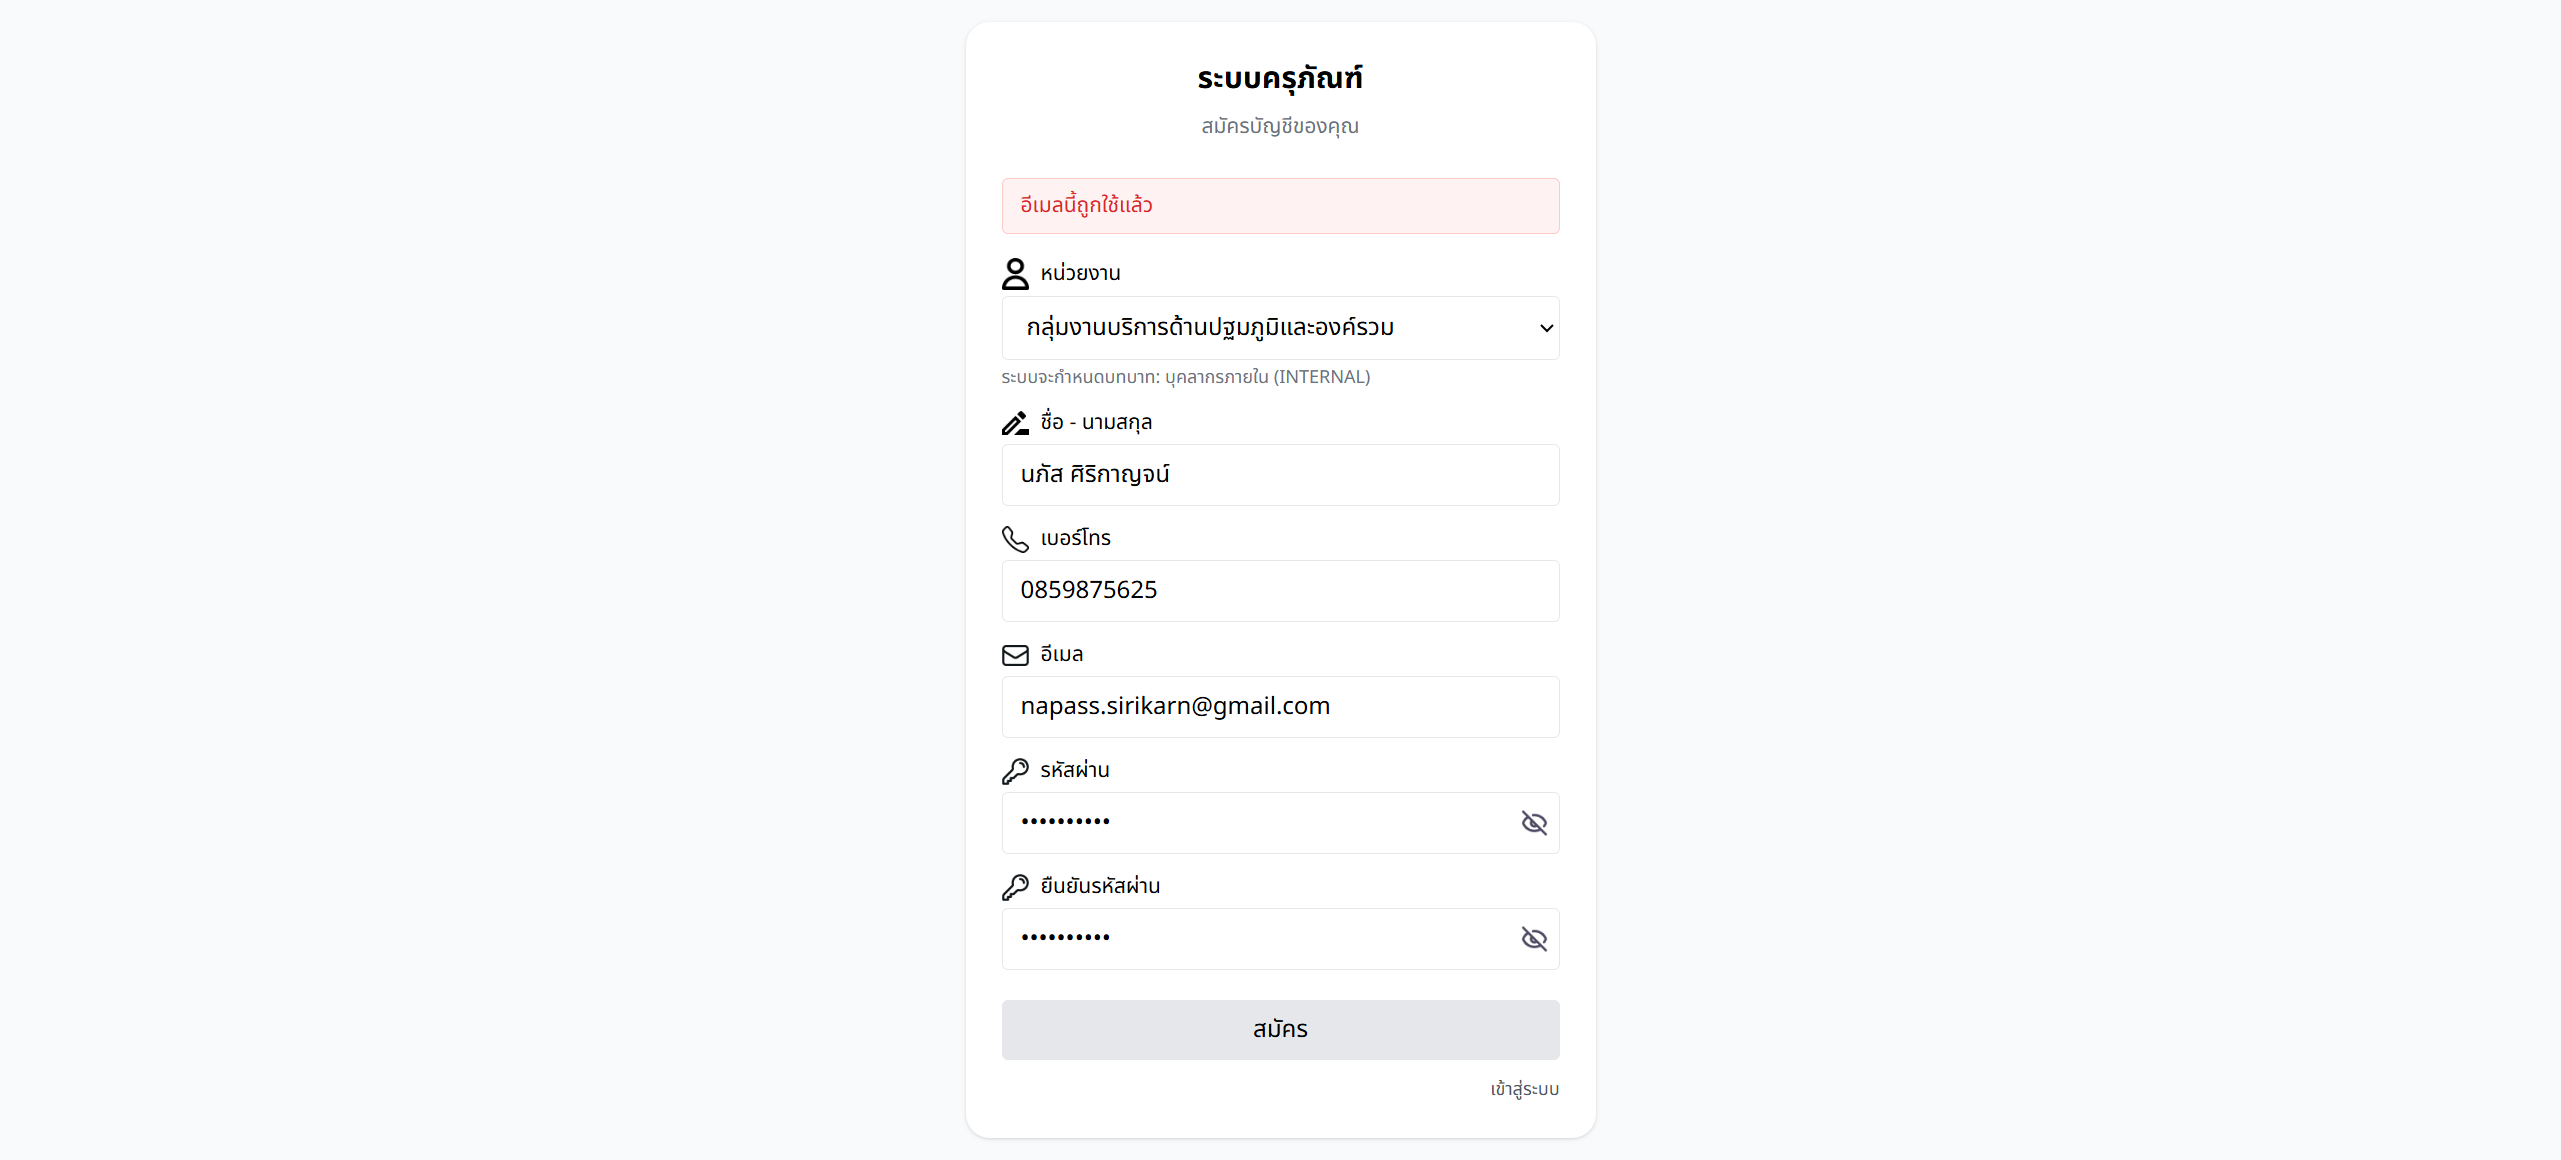 ระบบครุภัณฑ์
สมัครบัญชีของคุณ
อีเมลนี้ถูกใช้แล้ว
หน่วยงาน
กลุ่มงานบริการด้านปฐมภูมิและองค์รวม
ระบบจะกำหนดบทบาท: บุคลากรภายใน (INTERNAL)
ชื่อ - นามสกุล
นภัส ศิริกาญจน์
เบอร์โทร
0859875625
อีเมล
napass.sirikarn@gmail.com
รหัสผ่าน
••••••••••
ยืนยันรหัสผ่าน
••••••••••
สมัคร
เข้าสู่ระบบ